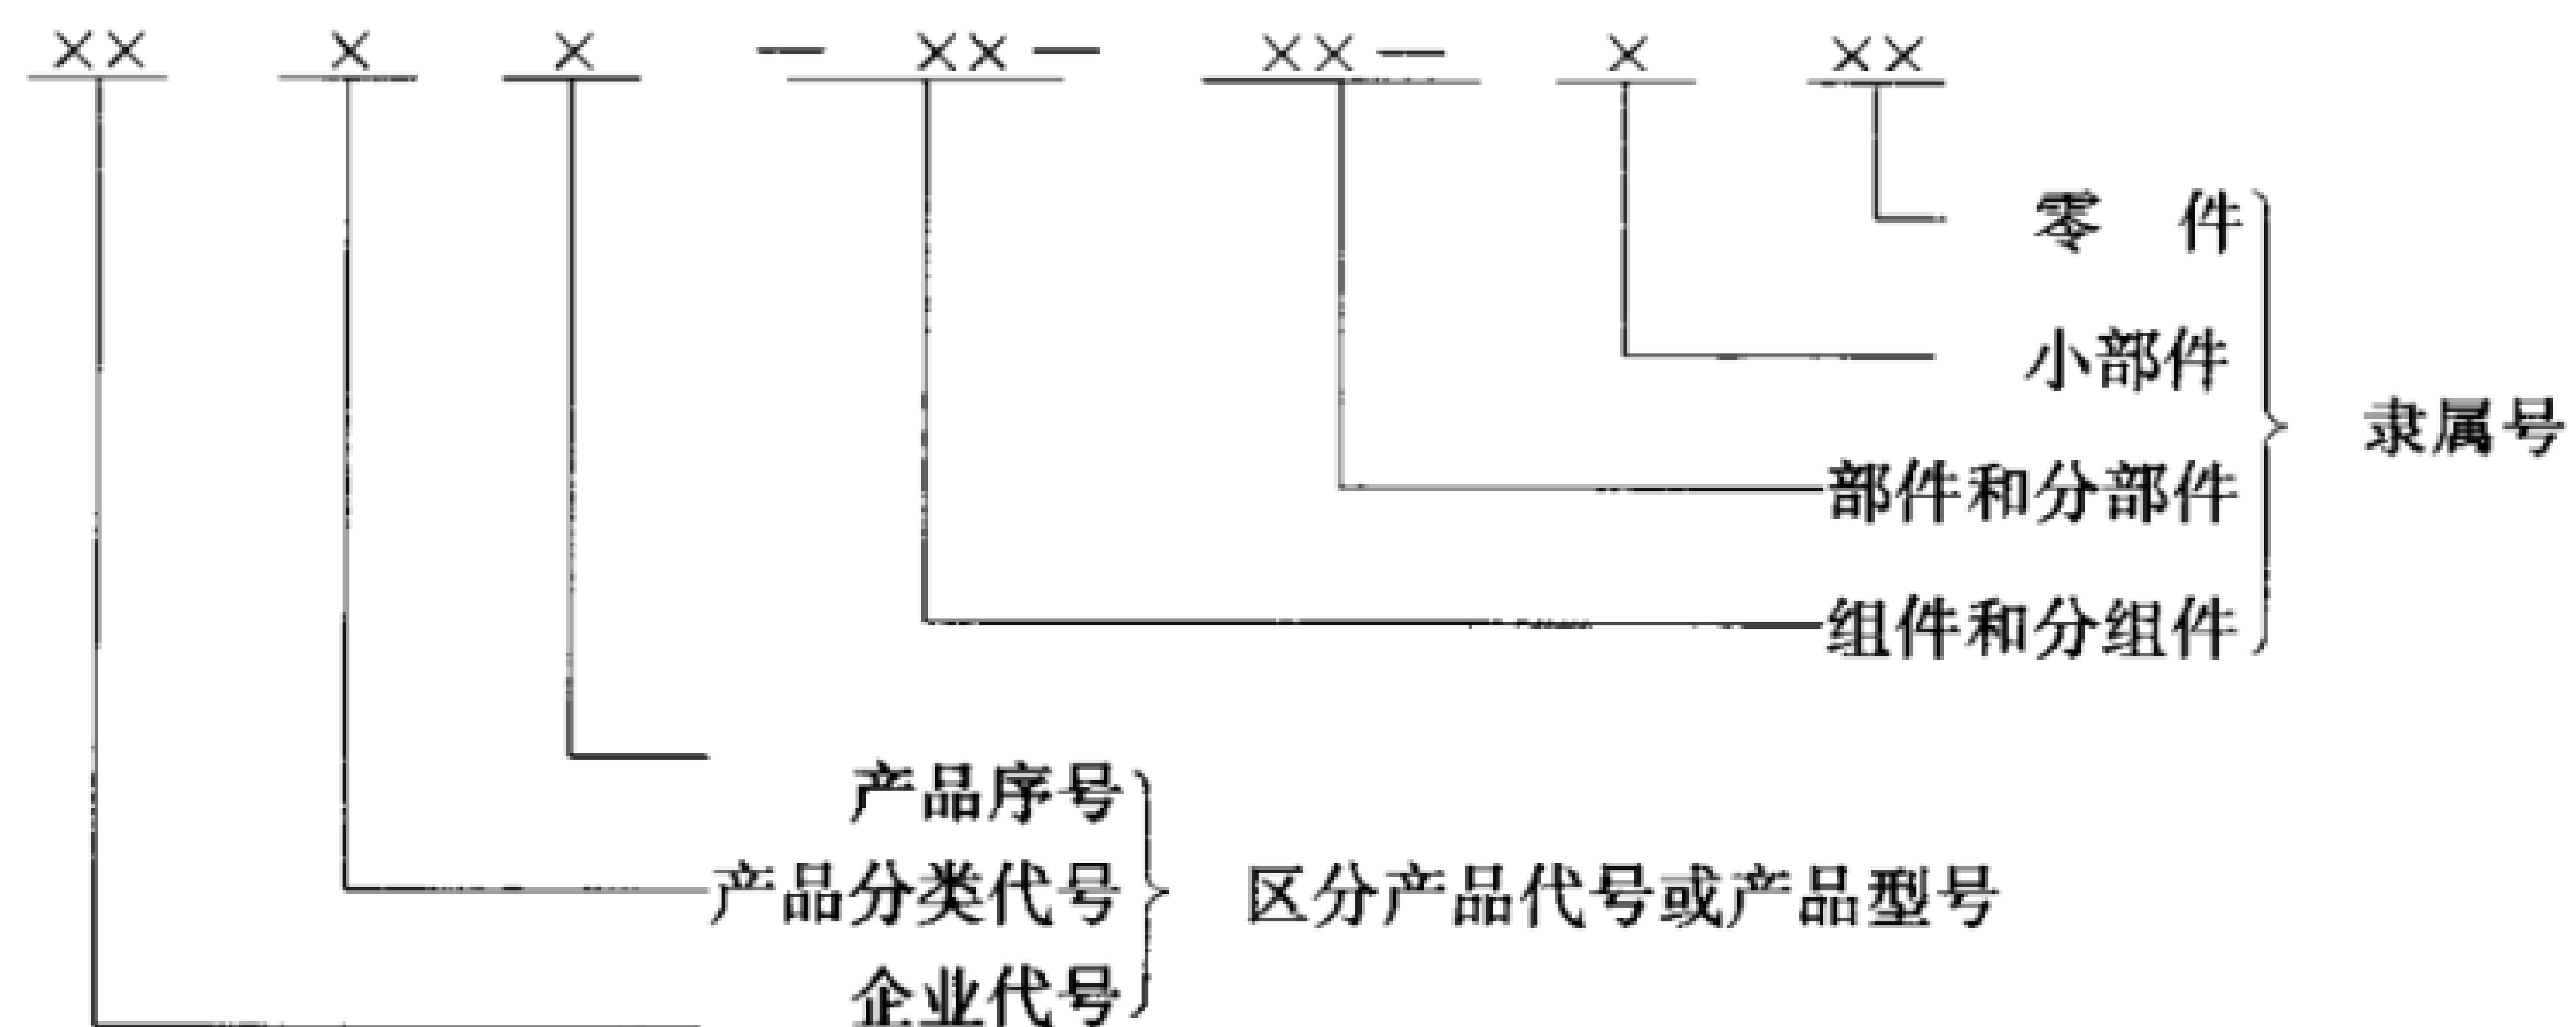 ×× × × — ×× — ×× — × ××
零 件
小部件
隶属号
部件和分部件
组件和分组件
产品序号
产品分类代号
区分产品代号或产品型号
企业代号